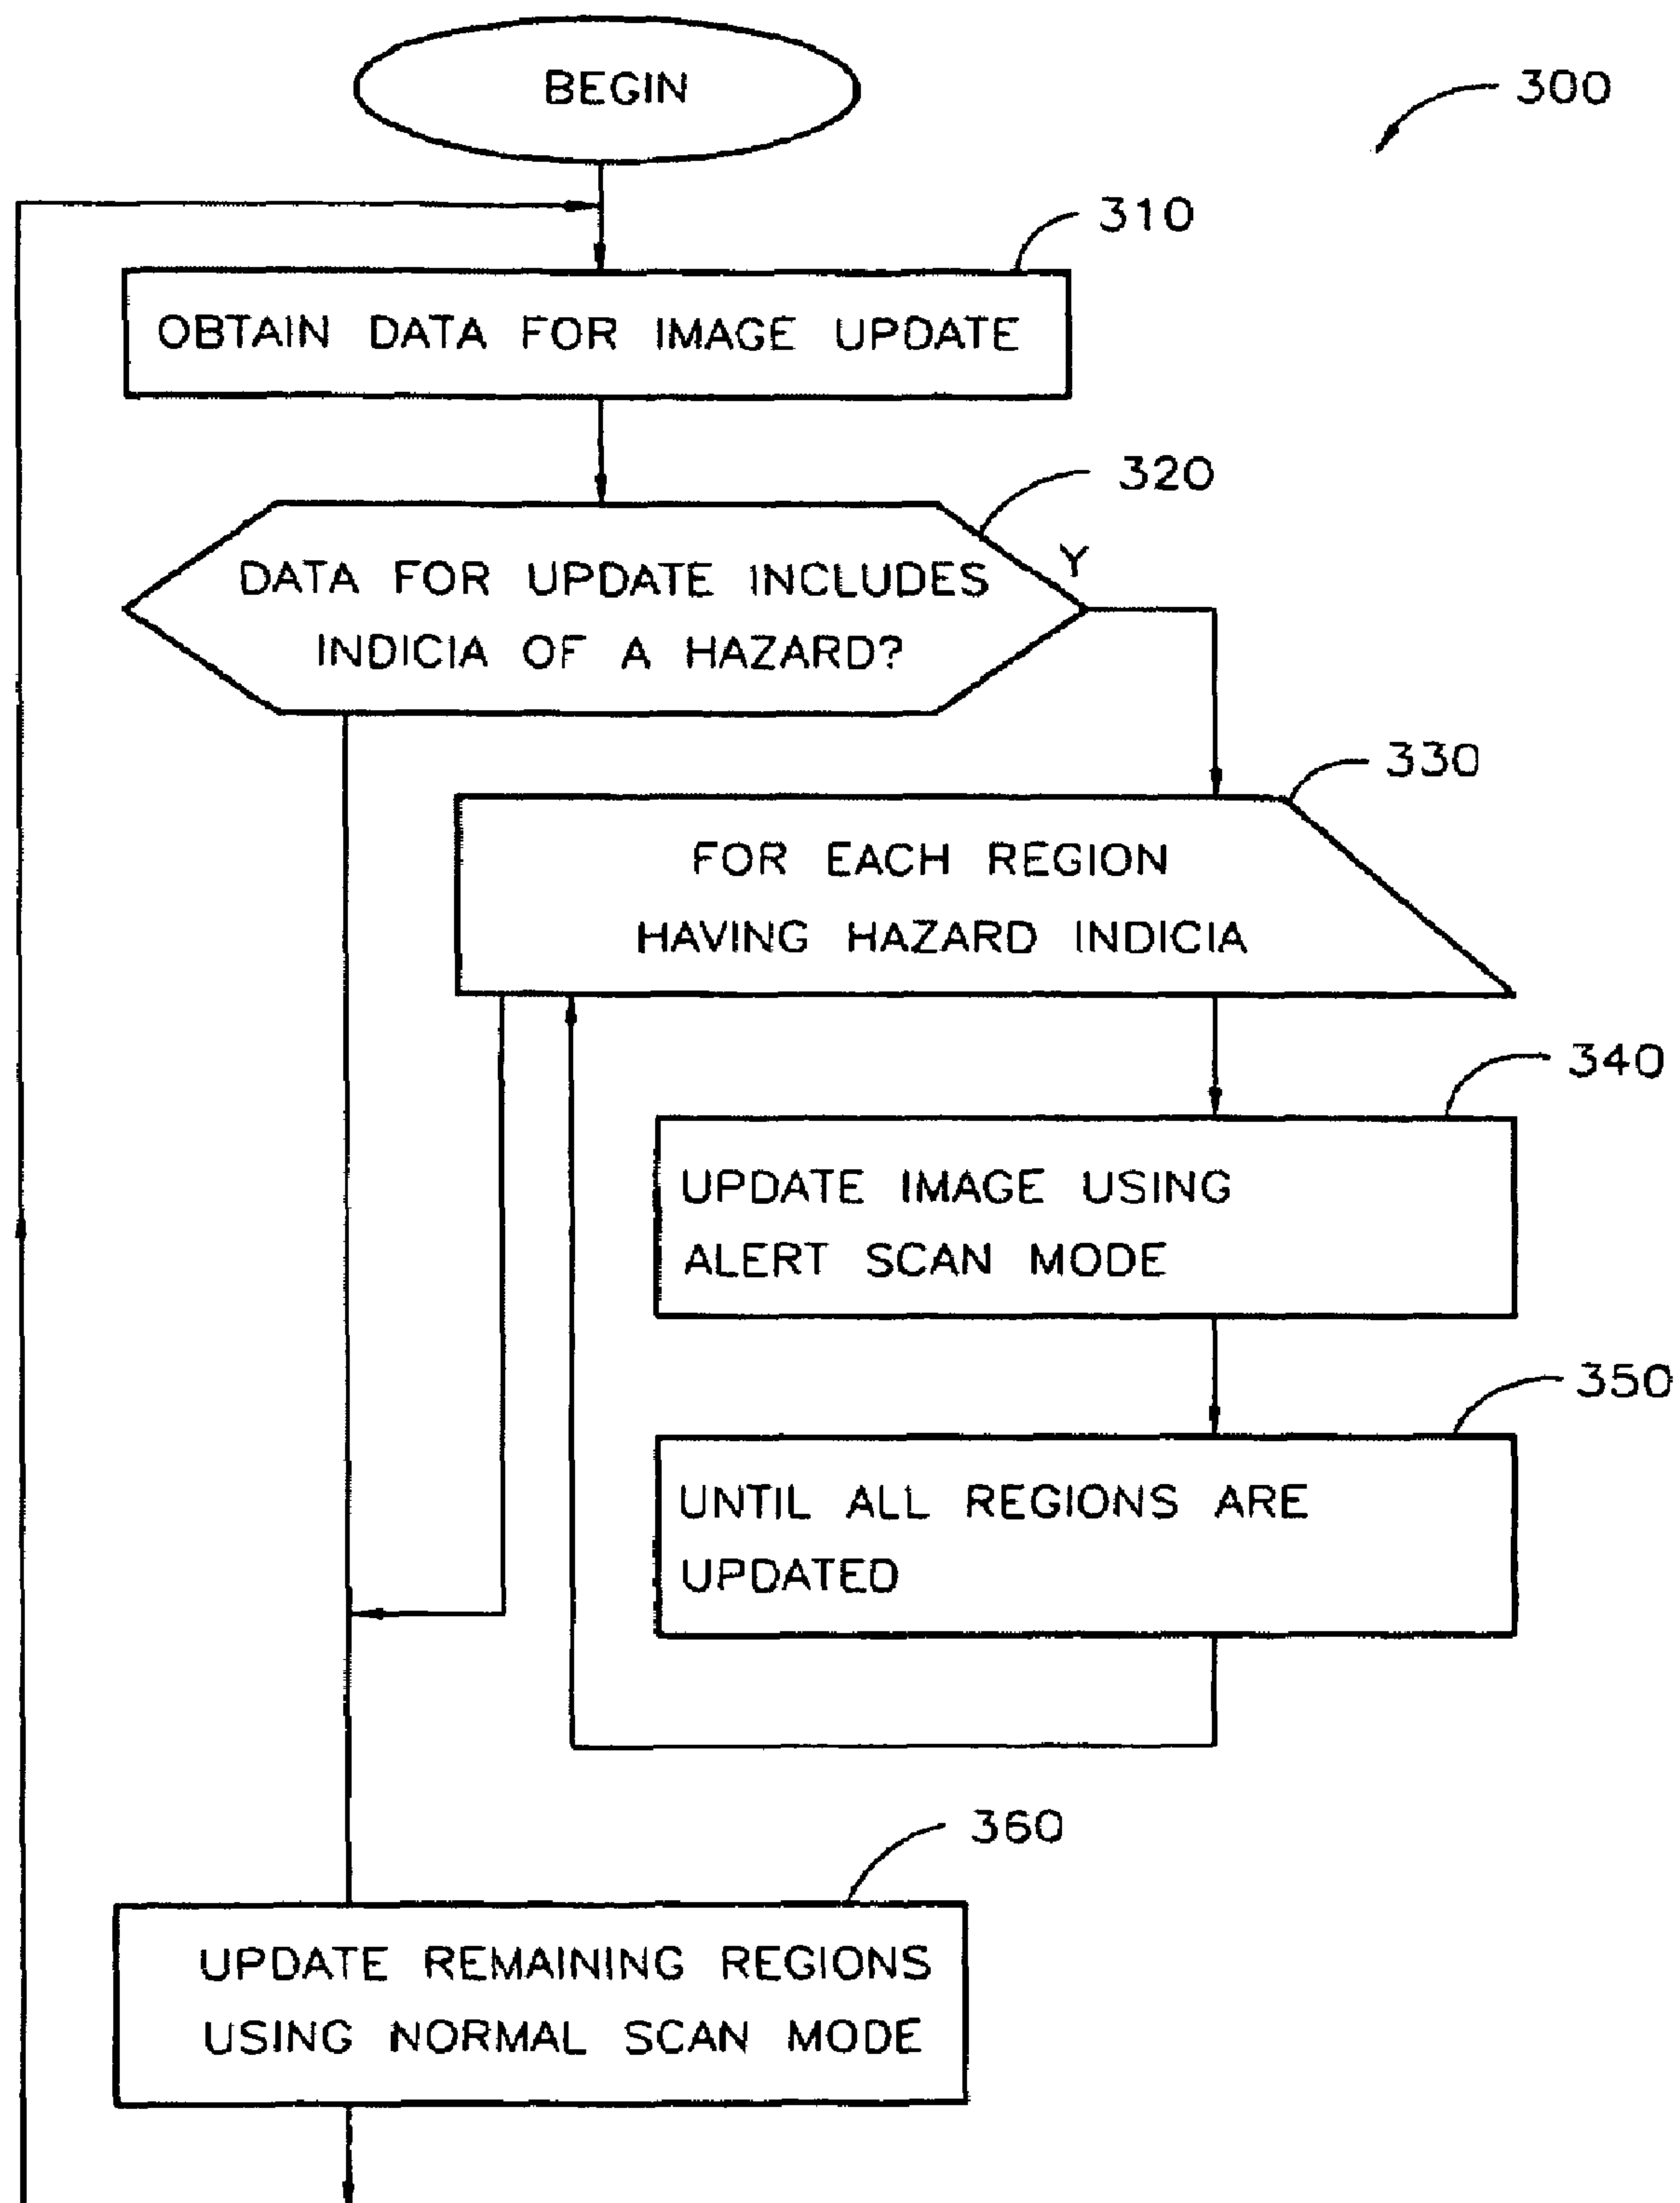 BEGIN
300
310
OBTAIN DATA FOR IMAGE UPDATE
320
DATA FOR UPDATE INCLUDES
INDICIA OF A HAZARD?
Y
330
FOR EACH REGION
HAVING HAZARD INDICIA
340
UPDATE IMAGE USING
ALERT SCAN MODE
350
UNTIL ALL REGIONS ARE
UPDATED
360
UPDATE REMAINING REGIONS
USING NORMAL SCAN MODE